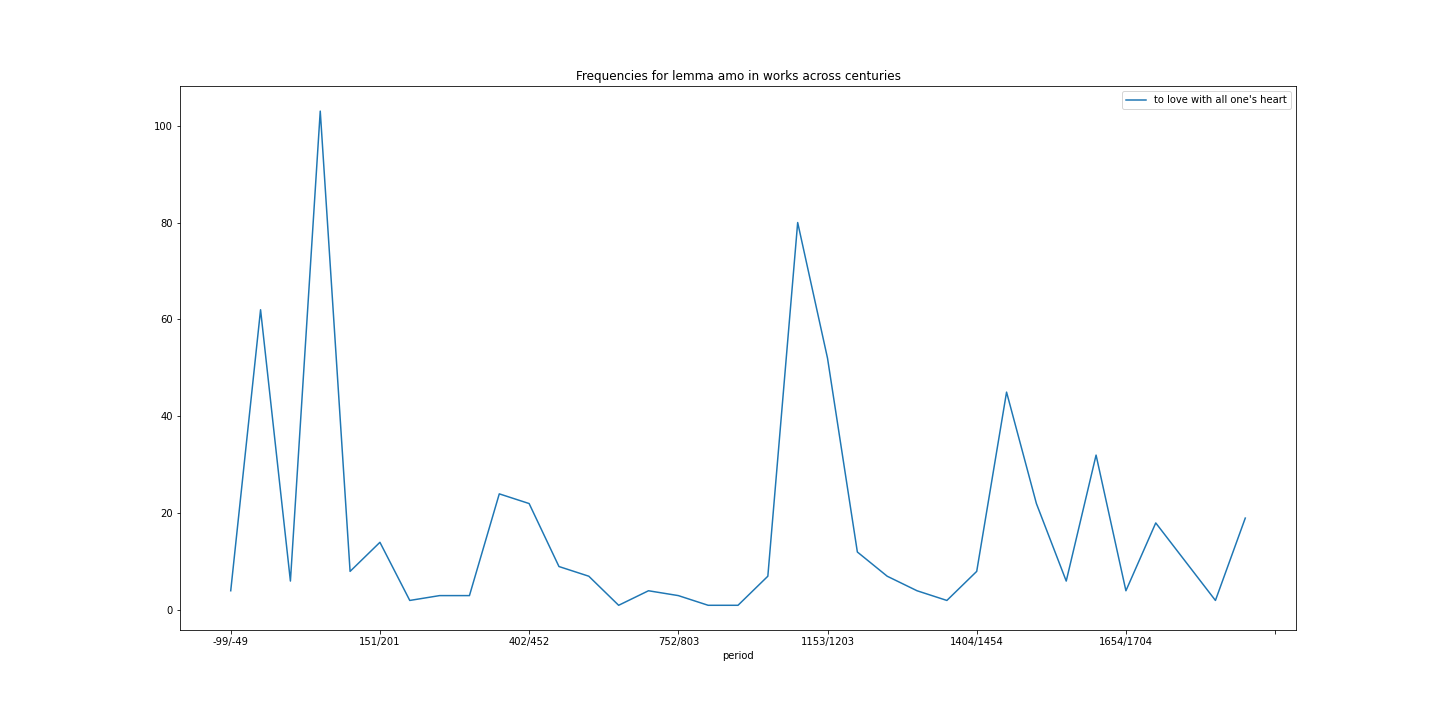 Frequencies for lemma amo in works across centuries
to love with all one's heart
100
80
60
40
20
0
-99/-49 151/201 402/452 752/803 1153/1203 1404/1454 1654/1704
period